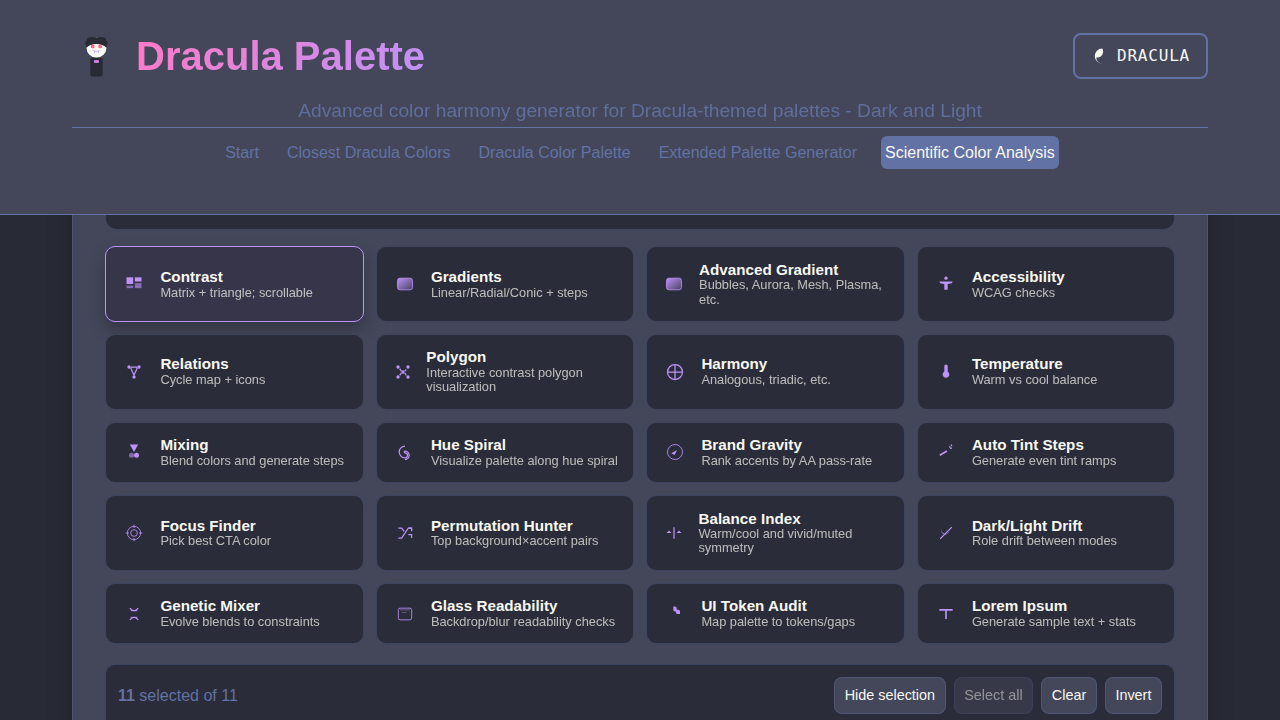 Dracula Palette
DRACULA
Advanced color harmony generator for Dracula-themed palettes - Dark and Light
Start
Closest Dracula Colors
Dracula Color Palette
Extended Palette Generator
Scientific Color Analysis
Contrast
Matrix + triangle; scrollable
Gradients
Linear/Radial/Conic + steps
Advanced Gradient
Bubbles, Aurora, Mesh, Plasma,
etc.
Accessibility
WCAG checks
Relations
Cycle map + icons
Polygon
Interactive contrast polygon
visualization
Harmony
Analogous, triadic, etc.
Temperature
Warm vs cool balance
Mixing
Blend colors and generate steps
Hue Spiral
Visualize palette along hue spiral
Brand Gravity
Rank accents by AA pass-rate
Auto Tint Steps
Generate even tint ramps
Focus Finder
Pick best CTA color
Permutation Hunter
Top background×accent pairs
Balance Index
Warm/cool and vivid/muted
symmetry
Dark/Light Drift
Role drift between modes
Genetic Mixer
Evolve blends to constraints
Glass Readability
Backdrop/blur readability checks
UI Token Audit
Map palette to tokens/gaps
Lorem Ipsum
Generate sample text + stats
11 selected of 11
Hide selection
Select all
Clear
Invert